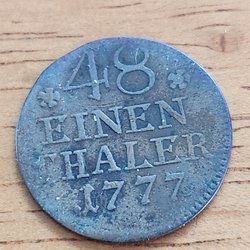 48
EINEN
THALER
1777